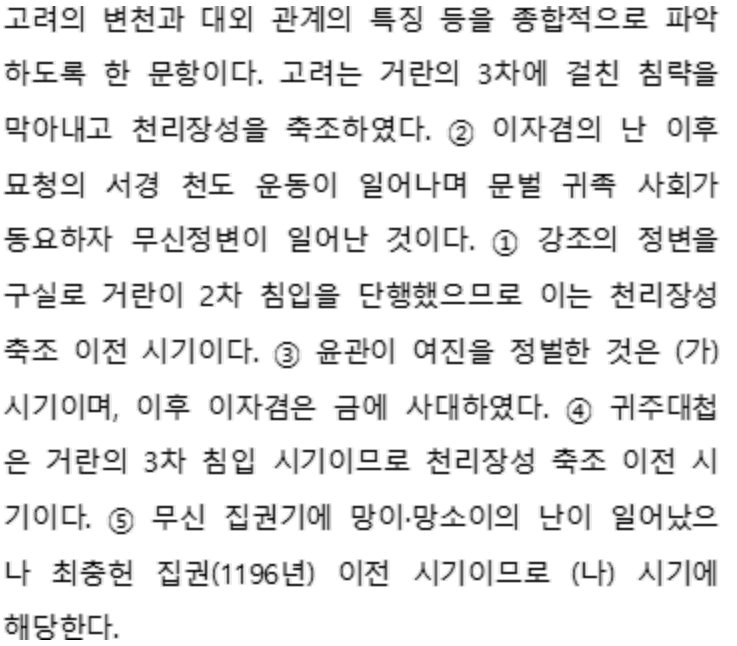 고려의 변천과 대외 관계의 특징 등을 종합적으로 파악
하도록 한 문항이다. 고려는 거란의 3차에 걸친 침략을
막아내고 천리장성을 축조하였다. ② 이자겸의 난 이후
묘청의 서경 천도 운동이 일어나며 문벌 귀족 사회가
동요하자 무신정변이 일어난 것이다. ① 강조의 정변을
구실로 거란이 2차 침입을 단행했으므로 이는 천리장성
축조 이전 시기이다. ③ 윤관이 여진을 정벌한 것은 (가)
시기이며, 이후 이자겸은 금에 사대하였다. ④ 귀주대첩
은 거란의 3차 침입 시기이므로 천리장성 축조 이전 시
기이다. ⑤ 무신 집권기에 망이·망소이의 난이 일어났으
나 최충헌 집권(1196년) 이전 시기이므로 (나) 시기에
해당한다.